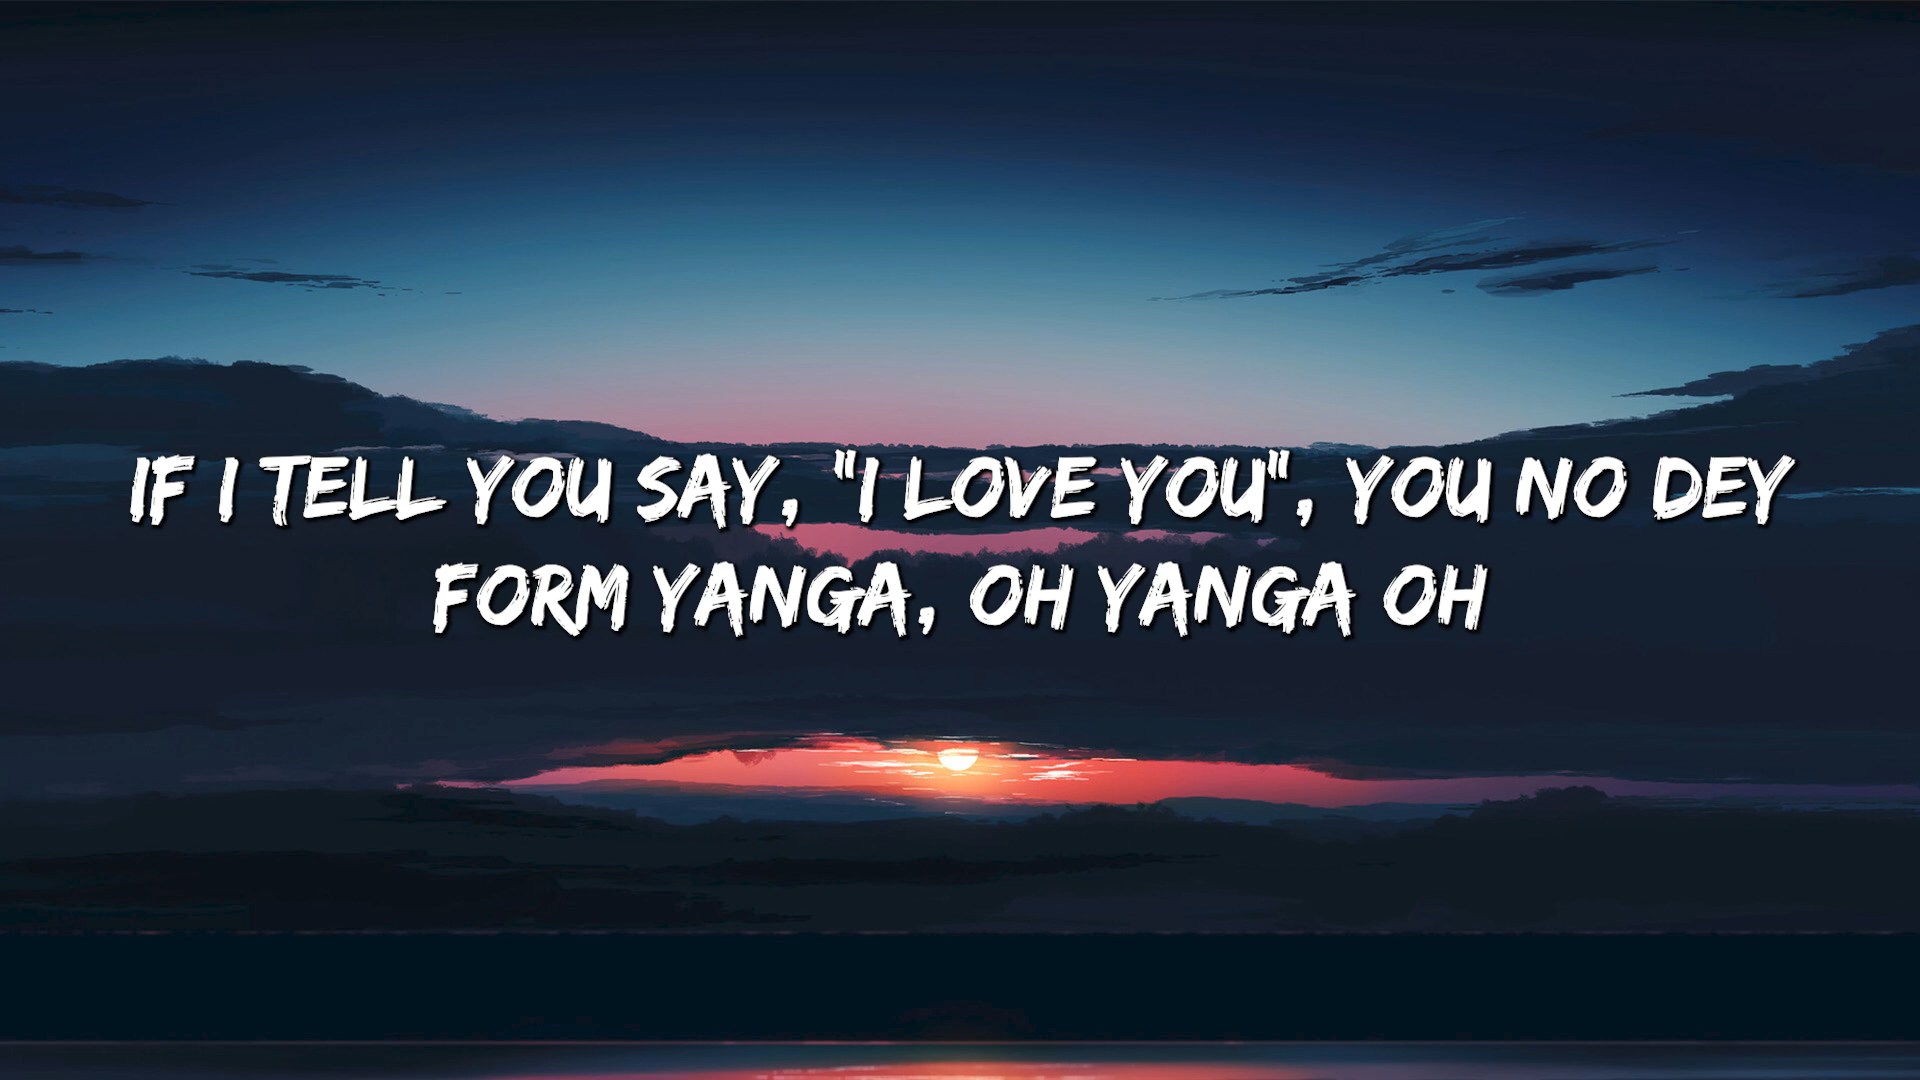 IF I TELL YOU SAY, "I LOVE YOU", YOU NO DEY
FORM YANGA, OH YANGA OH